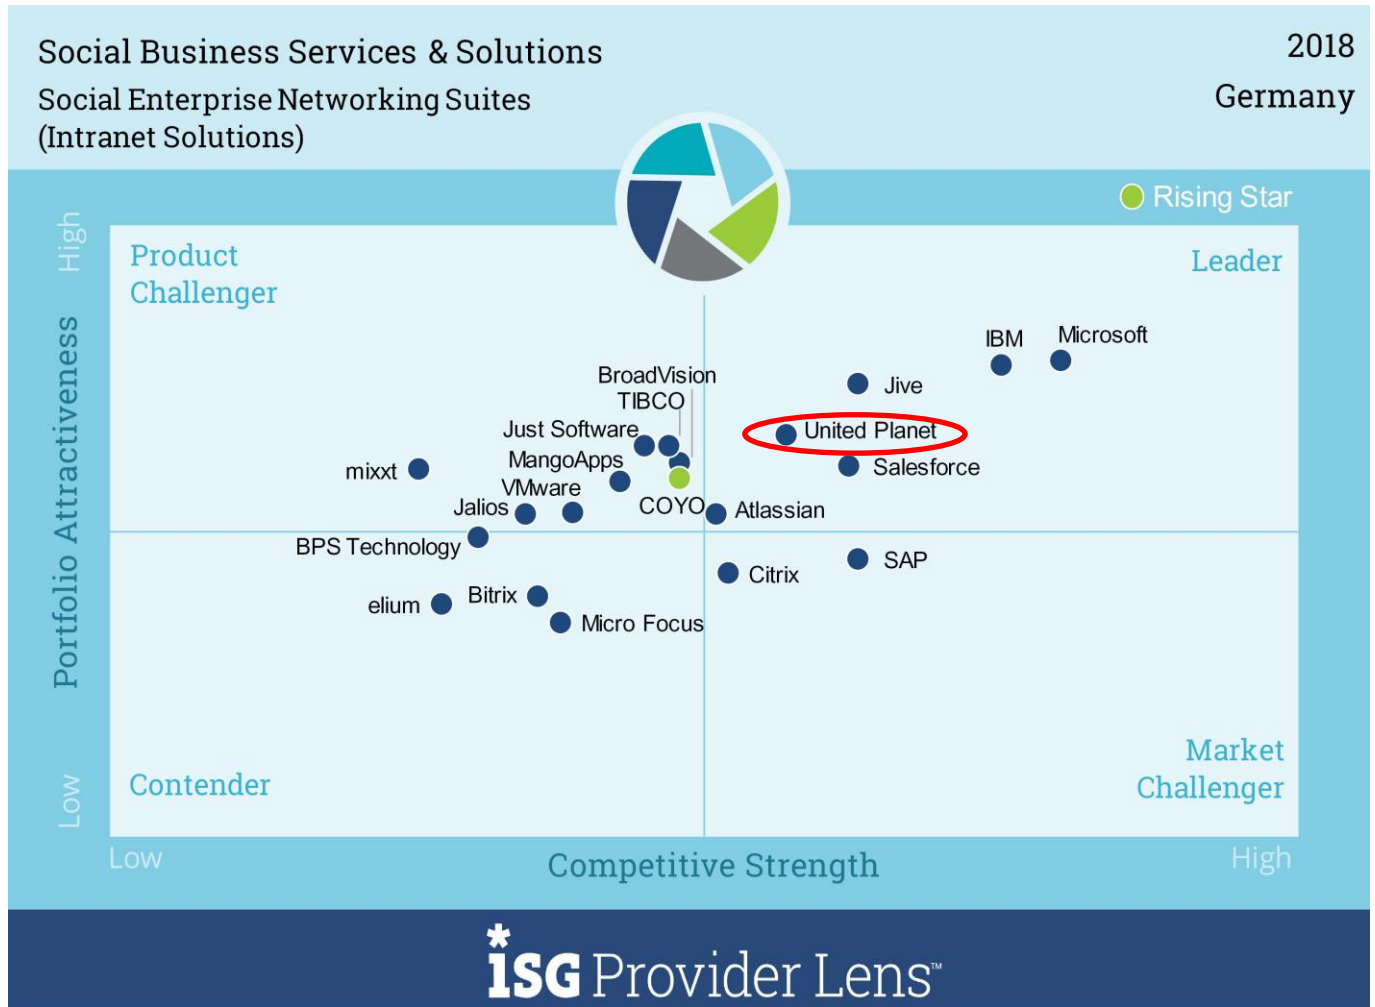 Social Business Services & Solutions
2018
Social Enterprise Networking Suites
Germany
(Intranet Solutions)
Rising Star
High
Product
Challenger
Leader
Portfolio Attractiveness
IBM
Microsoft
BroadVision
Jive
TIBCO
Just Software
United Planet
mixxt
MangoApps
Salesforce
VMware
Jalios
COYO
Atlassian
BPS Technology
SAP
Citrix
elium
Bitrix
Micro Focus
Market
Challenger
Contender
Low
Low
Competitive Strength
High
*ISG Provider Lens™